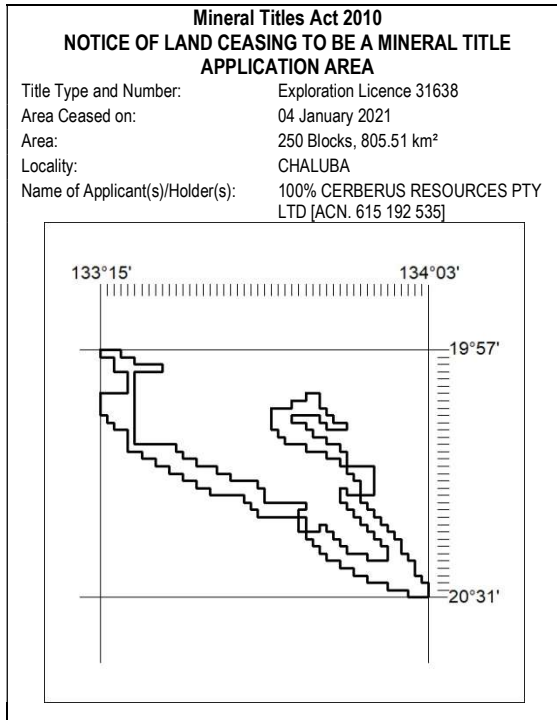 Mineral Titles Act 2010
NOTICE OF LAND CEASING TO BE A MINERAL TITLE
APPLICATION AREA
Title Type and Number: Exploration Licence 31638
Area Ceased on: 04 January 2021
Area: 250 Blocks, 805.51 km²
Locality: CHALUBA
Name of Applicant(s)/Holder(s): 100% CERBERUS RESOURCES PTY
LTD [ACN. 615 192 535]
133°15' 134°03'
19°57'
20°31'